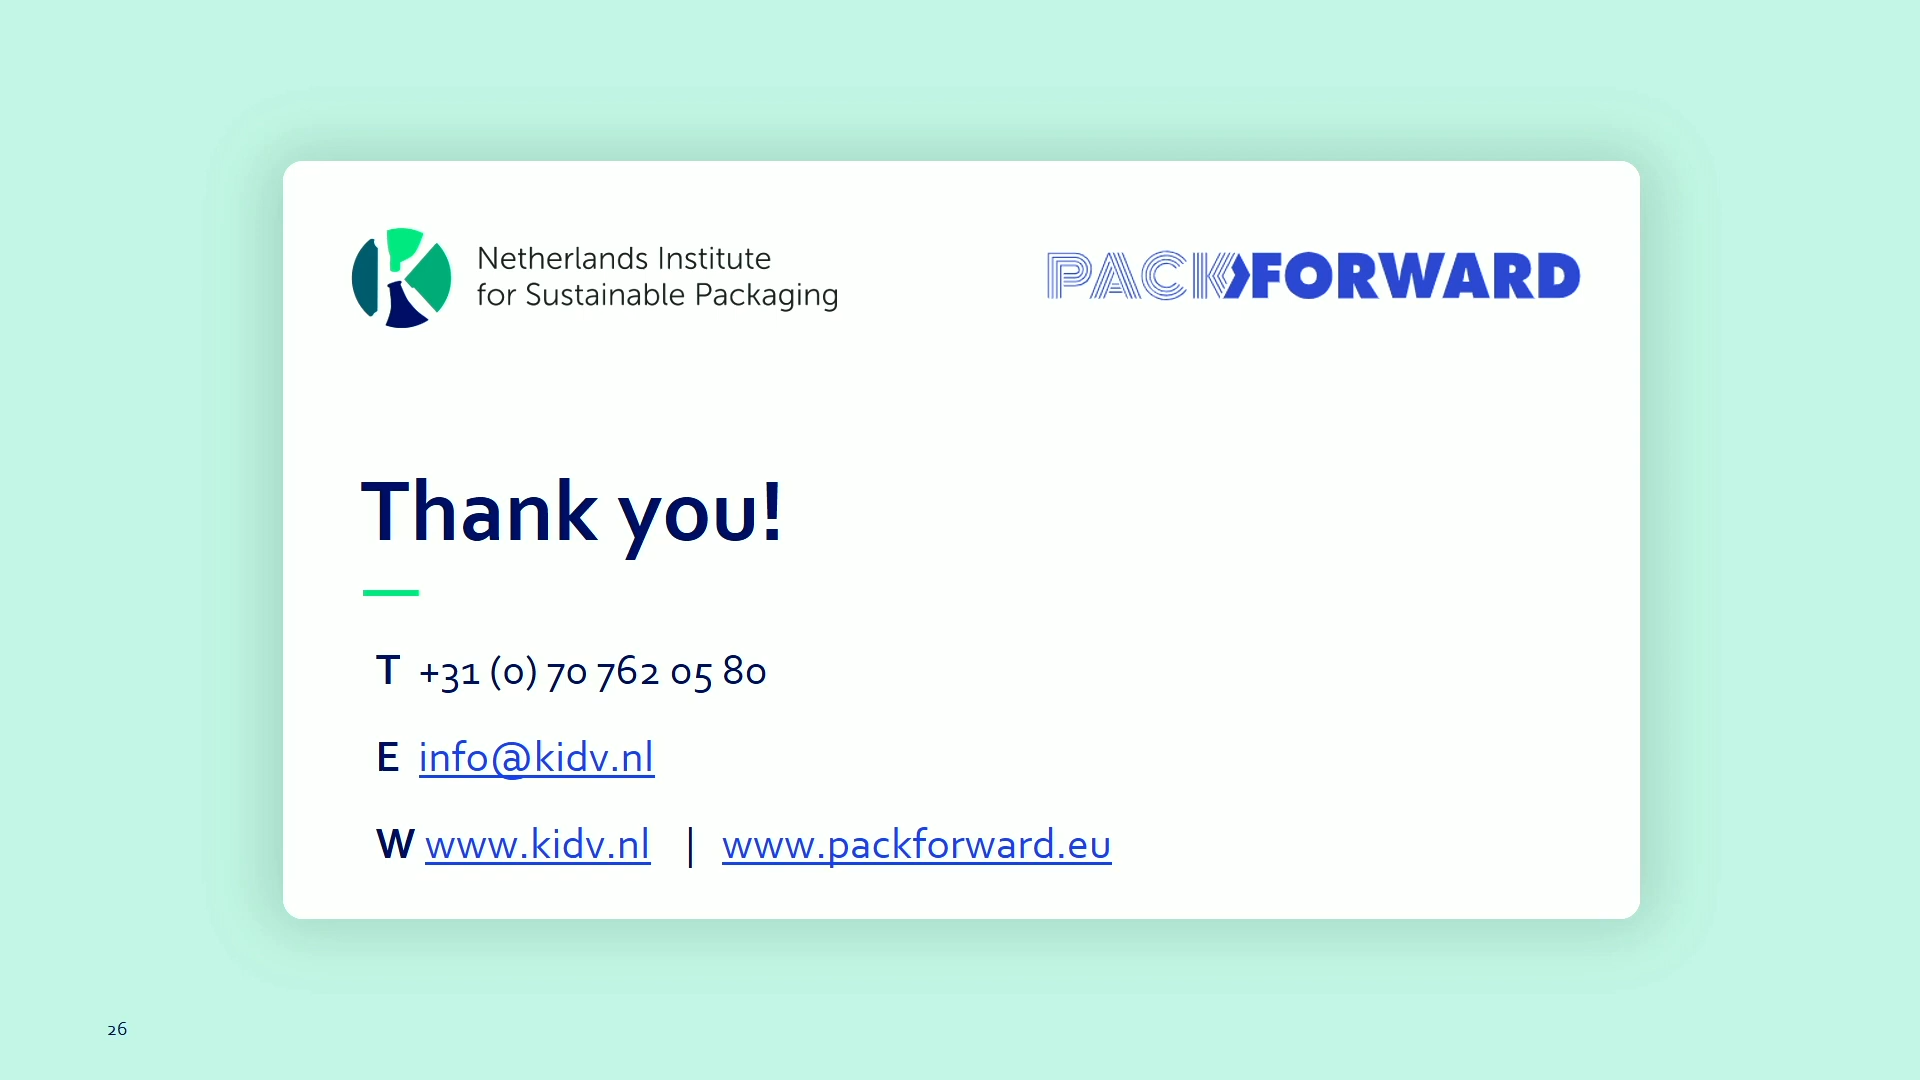 Netherlands Institute
for Sustainable Packaging
PACKFORWARD
Thank you!
T +31 (0) 70 762 05 80
E info@kidv.nl
W www.kidv.nl | www.packforward.eu
26